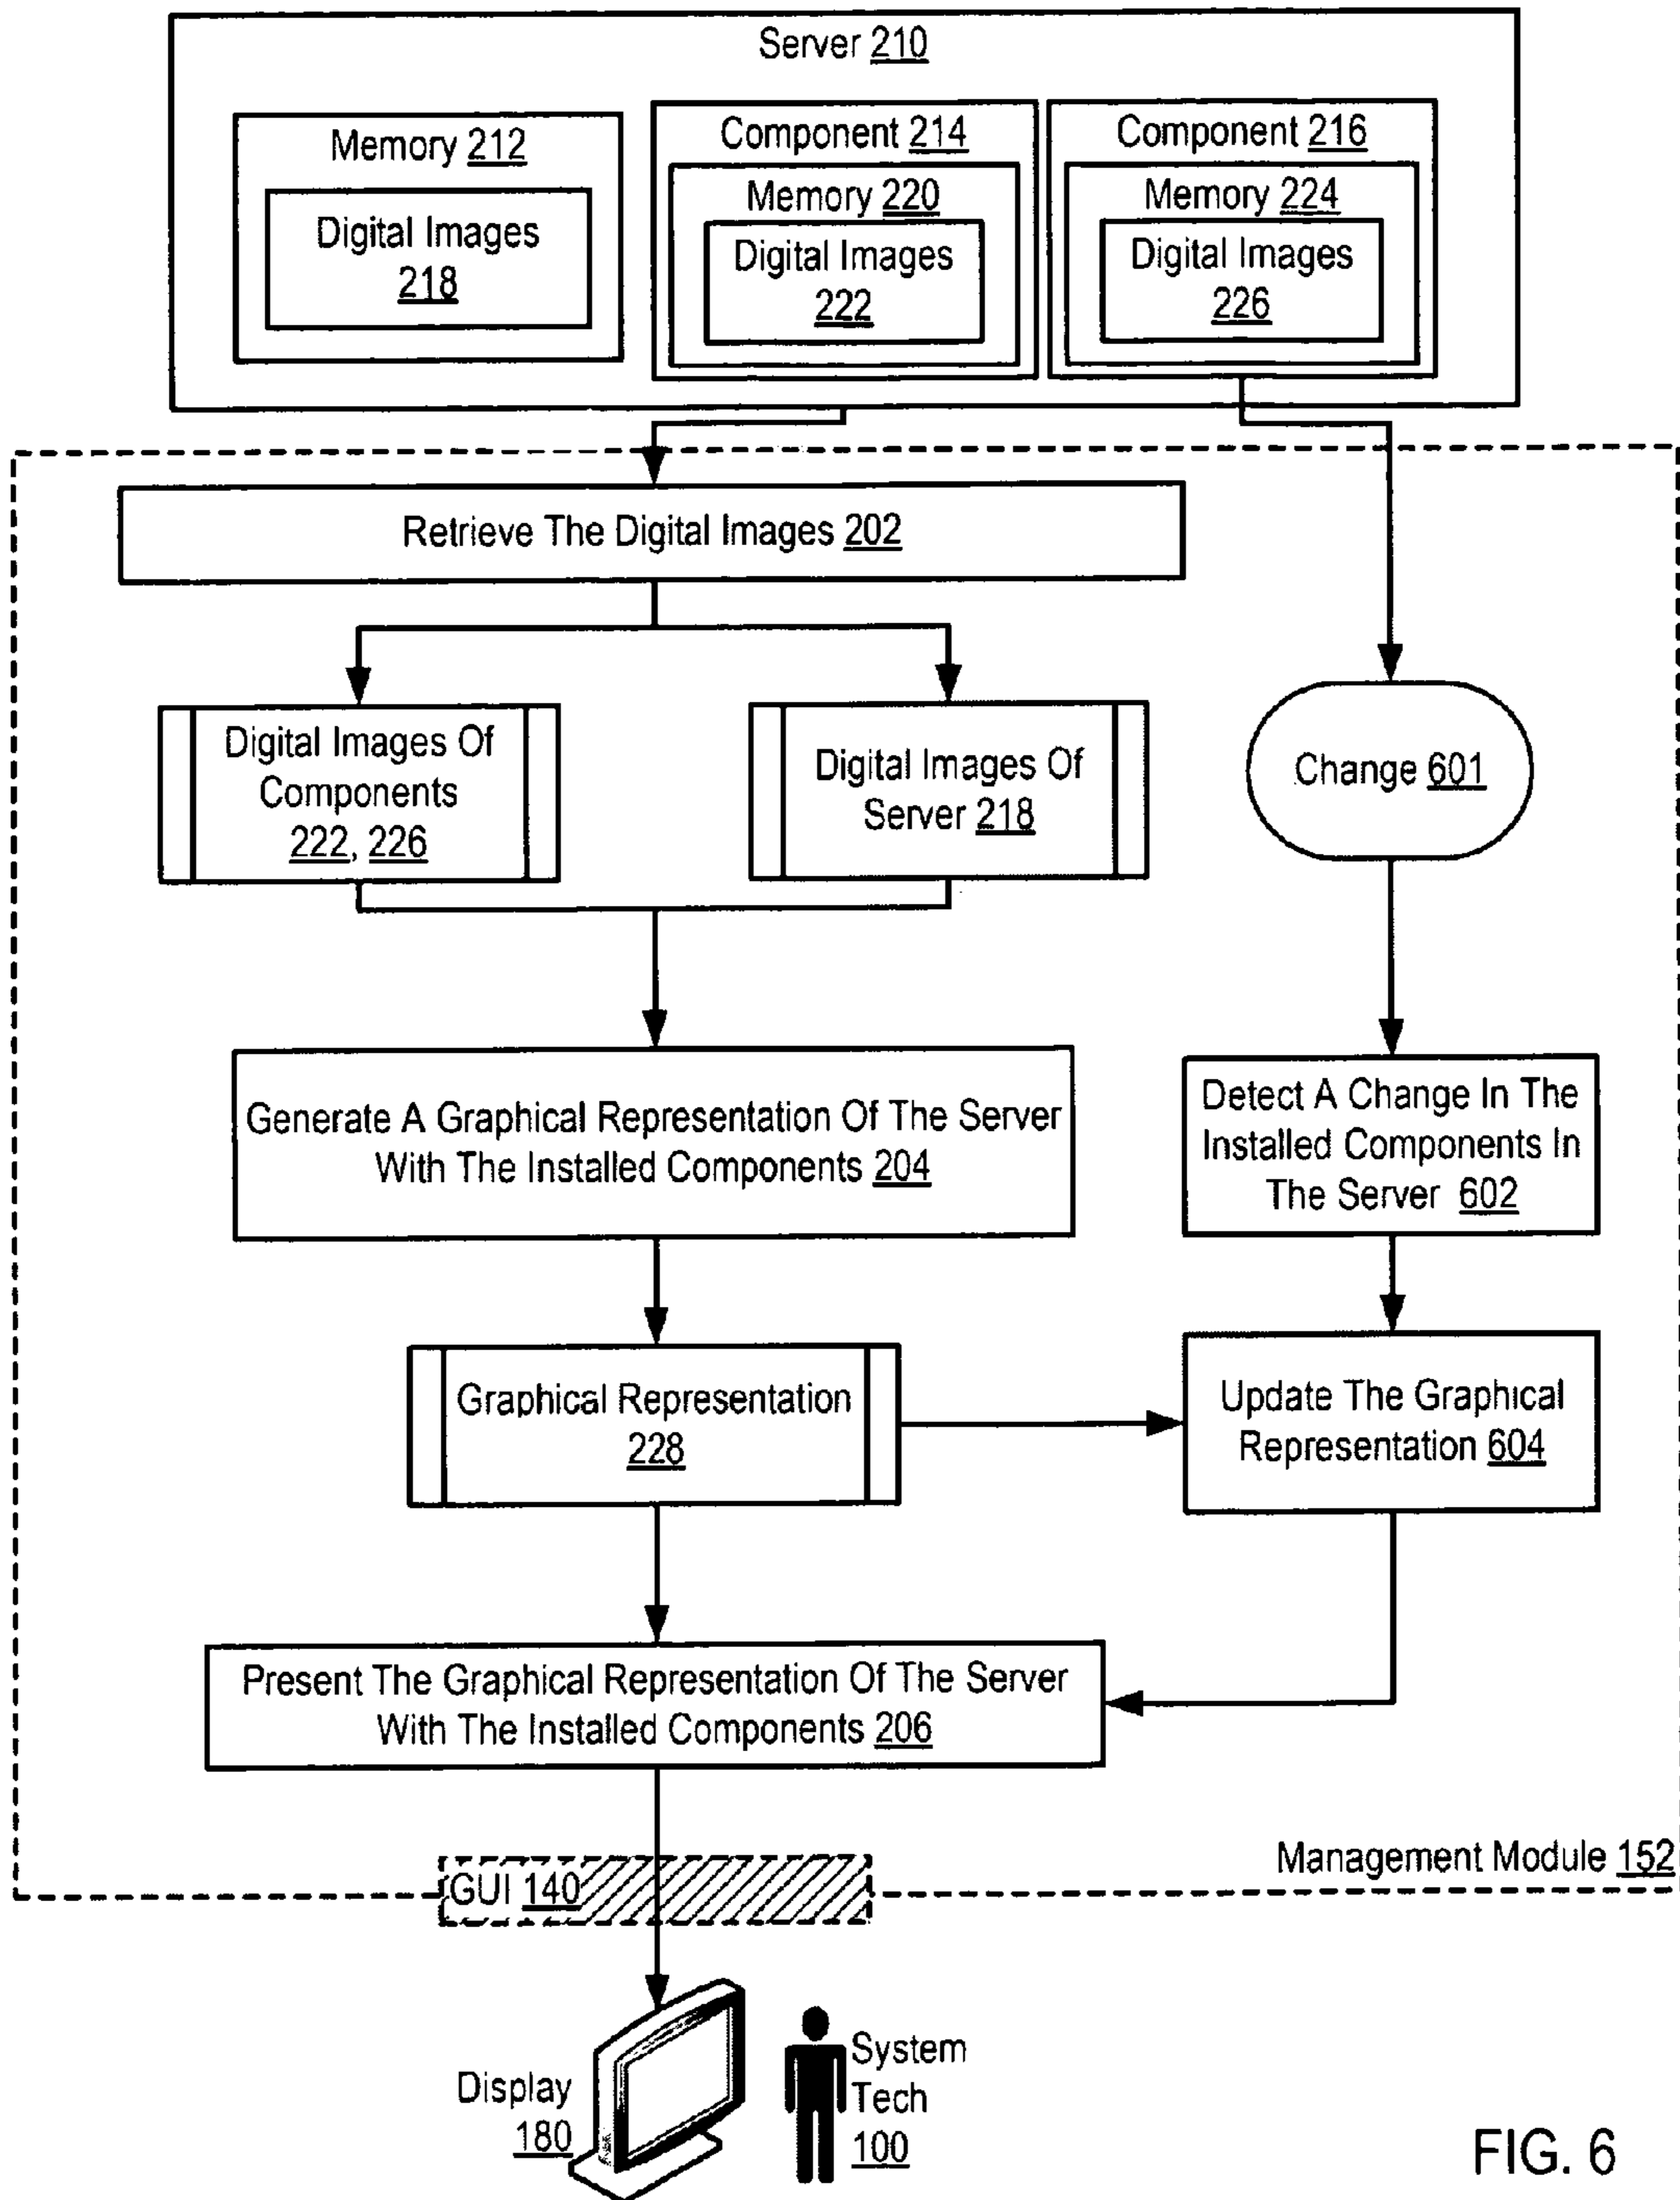 Server 210
Memory 212
Digital Images
218
Component 214
Memory 220
Digital Images
222
Component 216
Memory 224
Digital Images
226
Retrieve The Digital Images 202
Digital Images Of
Components
222, 226
Digital Images Of
Server 218
Change 601
Generate A Graphical Representation Of The Server
With The Installed Components 204
Detect A Change In The
Installed Components In
The Server 602
Graphical Representation
228
Update The Graphical
Representation 604
Present The Graphical Representation Of The Server
With The Installed Components 206
Management Module 152
GUI 140
Display
180
System
Tech
100
FIG. 6